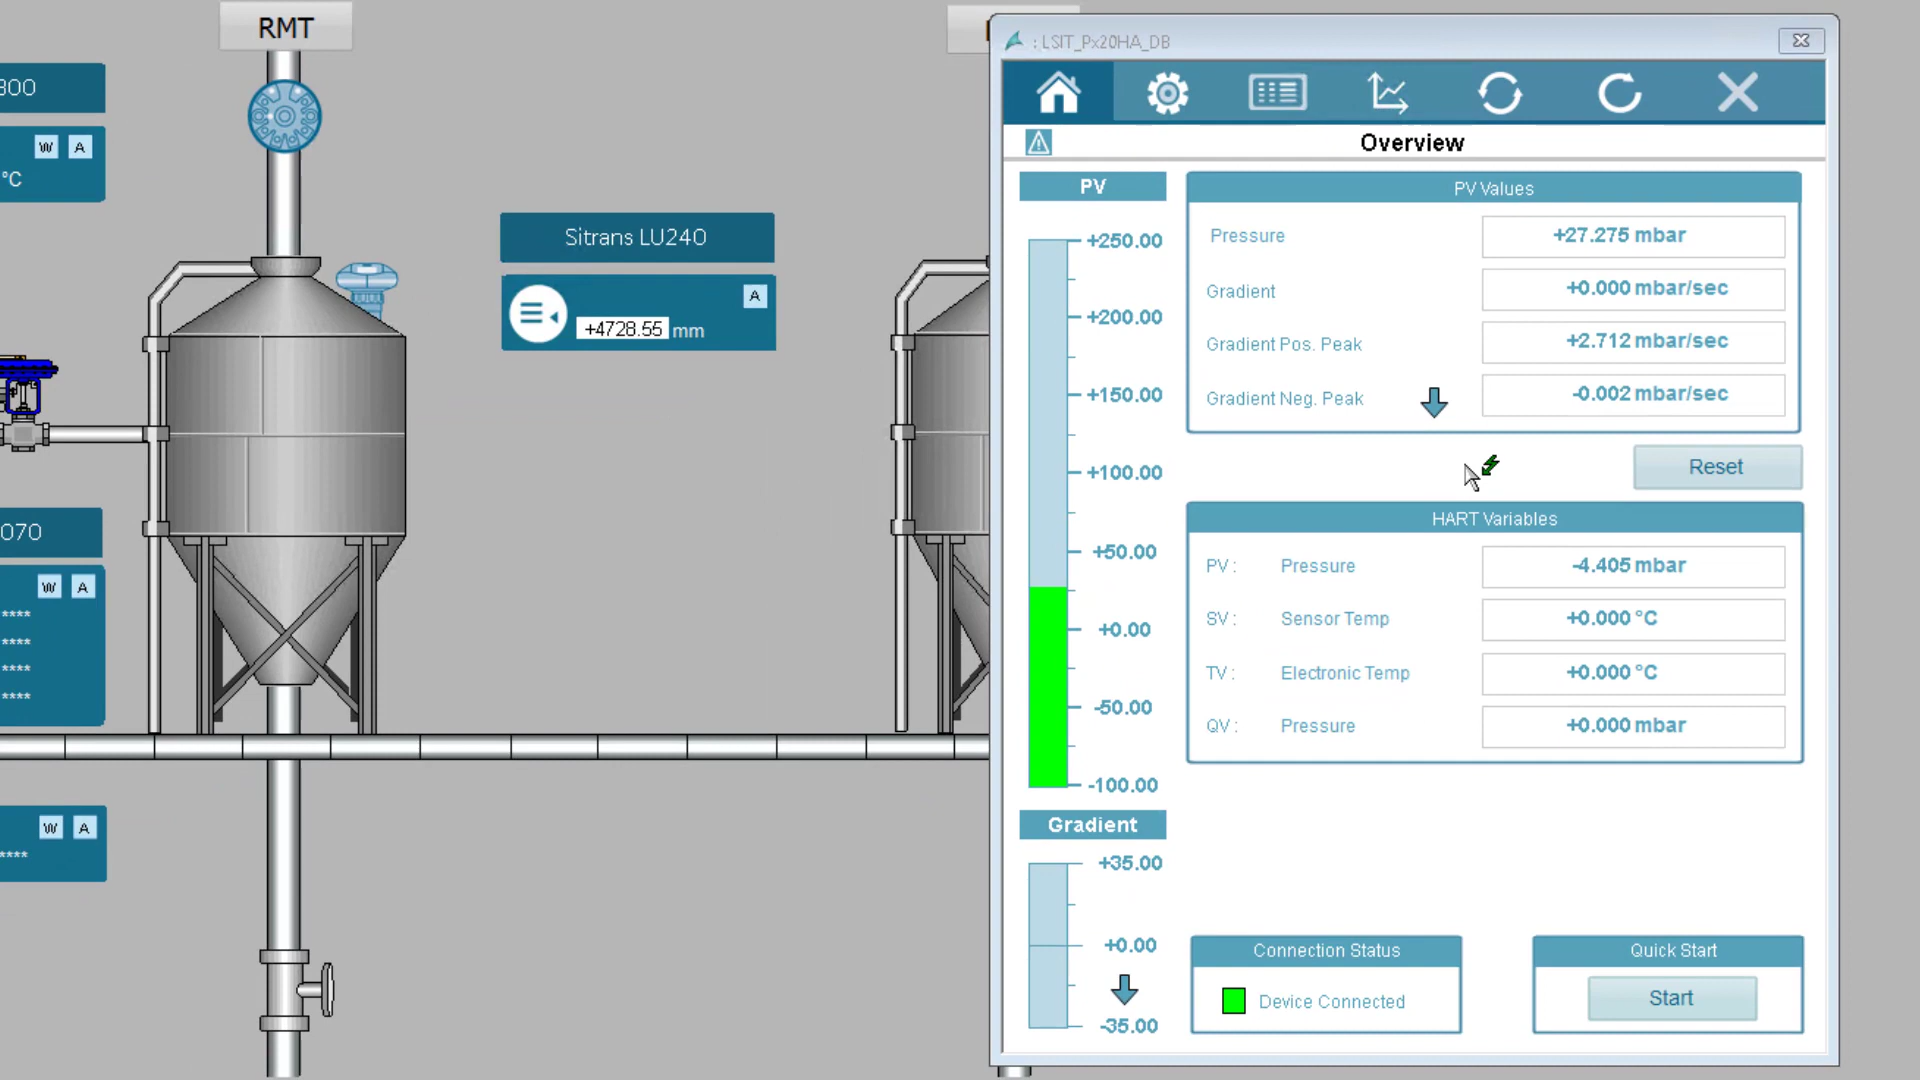 RMT
300
W A
°C
Sitrans LU240
A
+4728.55 mm
070
W A
****
****
****
****
W A
****
: LSIT_Px20HA_DB
Overview
PV
+250.00
+200.00
+150.00
+100.00
+50.00
+0.00
-50.00
-100.00
Gradient
+35.00
+0.00
-35.00
PV Values
Pressure +27.275 mbar
Gradient +0.000 mbar/sec
Gradient Pos. Peak +2.712 mbar/sec
Gradient Neg. Peak -0.002 mbar/sec
Reset
HART Variables
PV : Pressure -4.405 mbar
SV : Sensor Temp +0.000 °C
TV : Electronic Temp +0.000 °C
QV : Pressure +0.000 mbar
Connection Status
Device Connected
Quick Start
Start